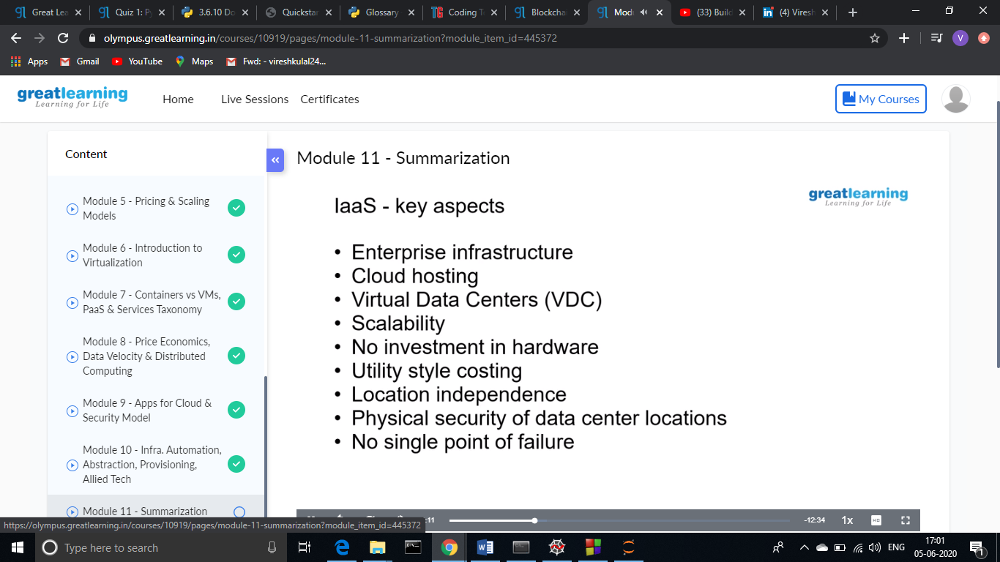 Great Le
Quiz 1: P
3.6.10 Do
Quickstar
Glossary
Coding T
Blockcha
Modu
(33) Build
(4) Viresh
olympus.greatlearning.in/courses/10919/pages/module-11-summarization?module_item_id=445372
V
Apps
Gmail
YouTube
Maps
Fwd: - vireshkulal24...
greatlearning
Learning for Life
Home
Live Sessions
Certificates
My Courses
Content
Module 5 - Pricing & Scaling
Models
Module 6 - Introduction to
Virtualization
Module 7 - Containers vs VMs,
PaaS & Services Taxonomy
Module 8 - Price Economics,
Data Velocity & Distributed
Computing
Module 9 - Apps for Cloud &
Security Model
Module 10 - Infra. Automation,
Abstraction, Provisioning,
Allied Tech
Module 11 - Summarization
Module 11 - Summarization
greatlearning
Learning for Life
IaaS - key aspects
• Enterprise infrastructure
• Cloud hosting
• Virtual Data Centers (VDC)
• Scalability
• No investment in hardware
• Utility style costing
• Location independence
• Physical security of data center locations
• No single point of failure
:11
-12:34
1x
HD
https://olympus.greatlearning.in/courses/10919/pages/module-11-summarization?module_item_id=445372
Type here to search
ENG
17:01
05-06-2020
1